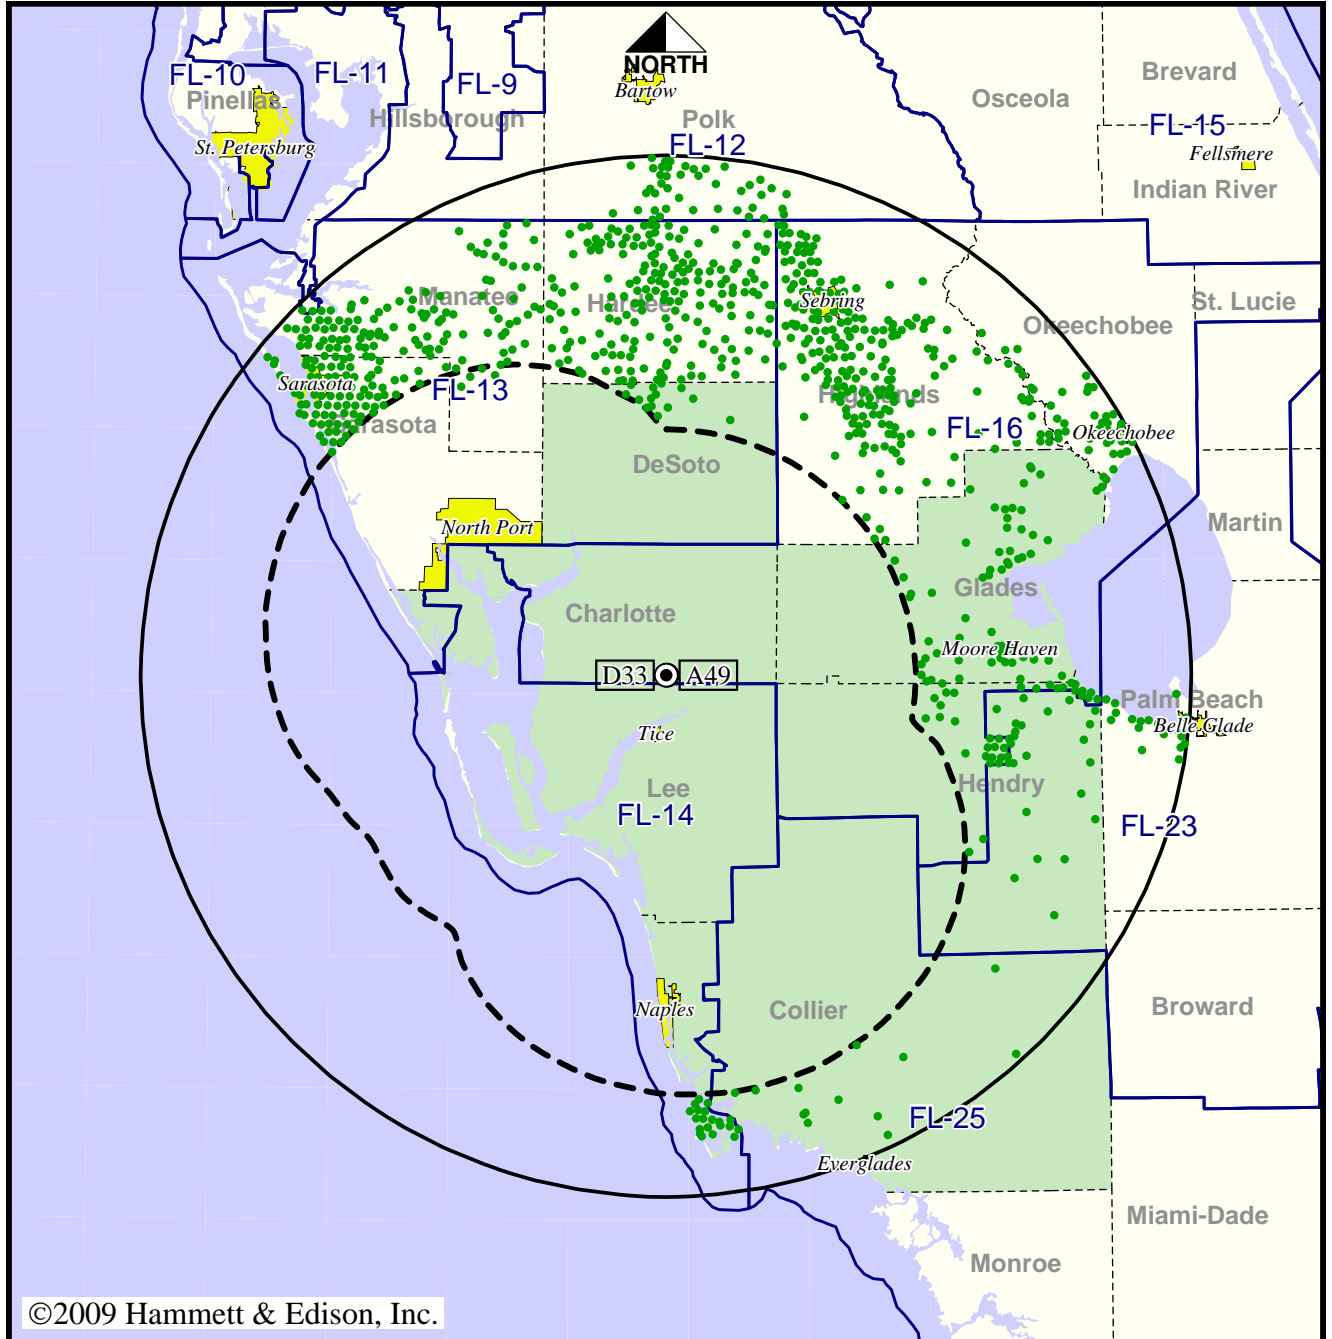 NORTH
FL-10
FL-11
FL-9
Brevard
Pinellas
Bartow
Osceola
Hillsborough
Polk
FL-15
St. Petersburg
FL-12
Fellsmere
Indian River
Manatee
Hardee
Sebring
St. Lucie
Okeechobee
Sarasota
FL-13
Highlands
Sarasota
FL-16
Okeechobee
DeSoto
North Port
Martin
Glades
Charlotte
Moore Haven
D33
A49
Palm Beach
Tice
Belle Glade
Lee
Hendry
FL-14
FL-23
Naples
Collier
Broward
FL-25
Everglades
Miami-Dade
Monroe
©2009 Hammett & Edison, Inc.